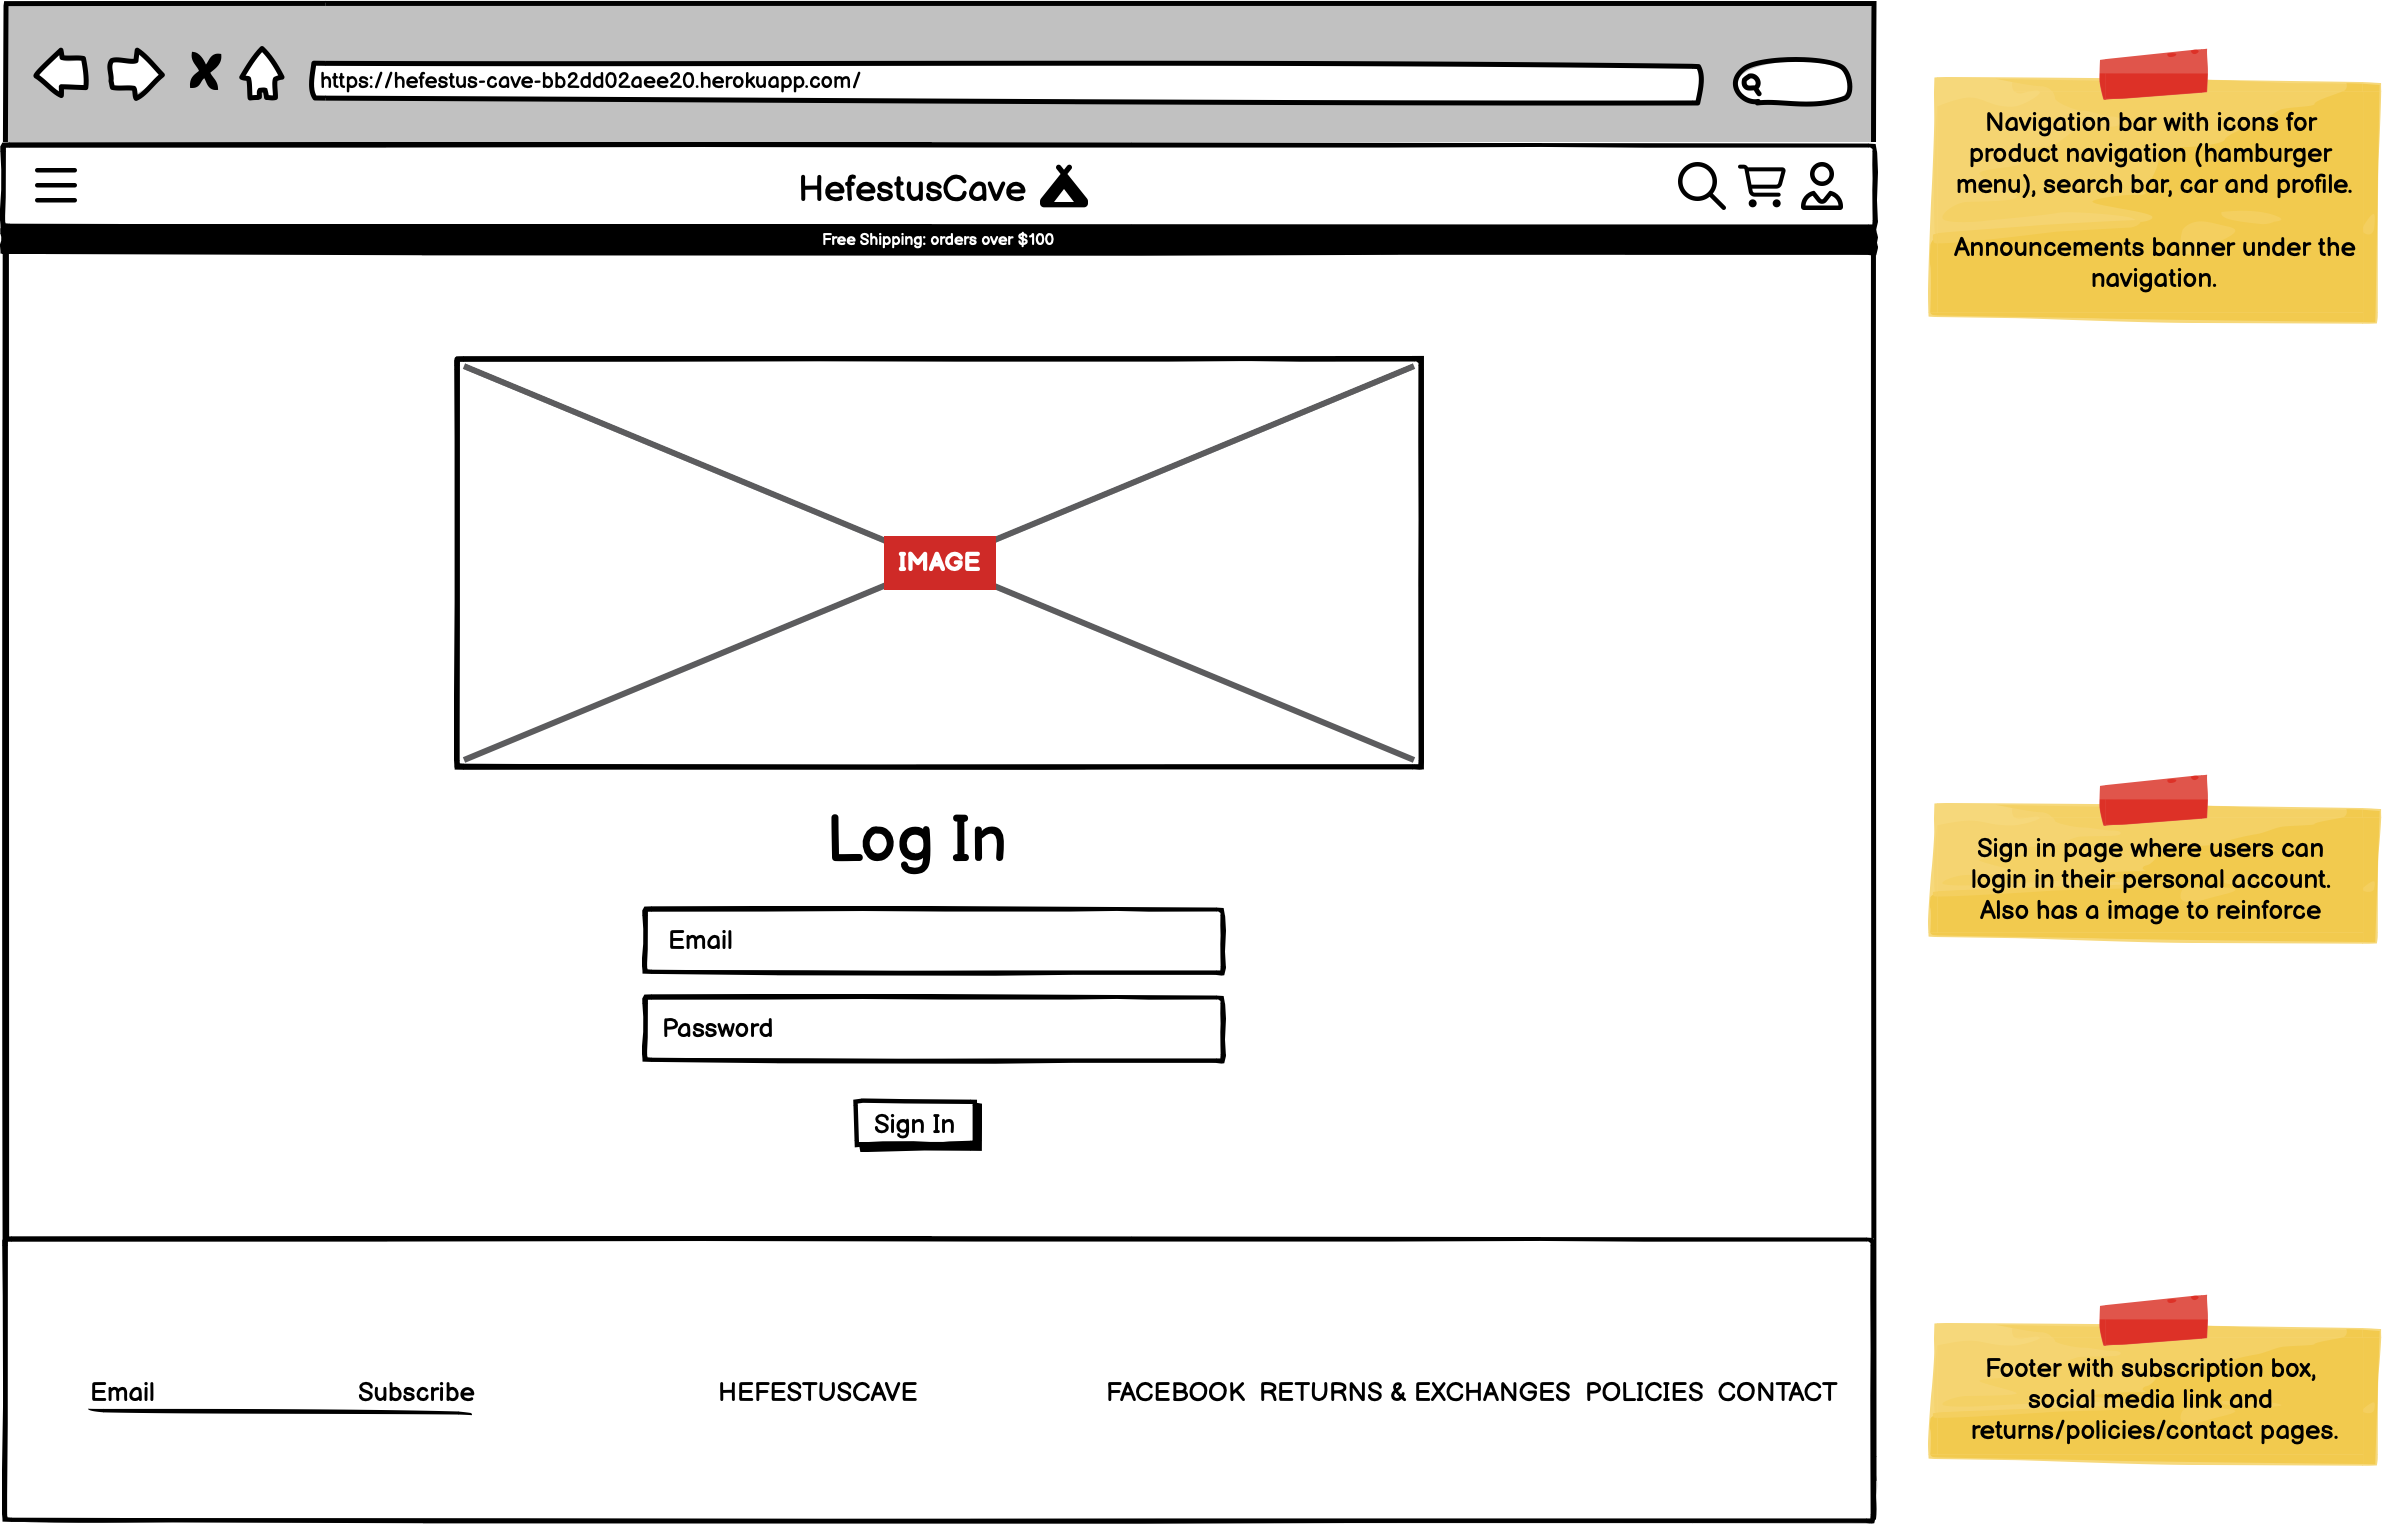 https://hefestus-cave-bb2dd02aee20.herokuapp.com/
HefestusCave
Free Shipping: orders over $100
IMAGE
Log In
Email
Password
Sign In
Email Subscribe HEFESTUSCAVE FACEBOOK RETURNS & EXCHANGES POLICIES CONTACT
Navigation bar with icons for
product navigation (hamburger
menu), search bar, car and profile.
Announcements banner under the
navigation.
Sign in page where users can
login in their personal account.
Also has a image to reinforce
Footer with subscription box,
social media link and
returns/policies/contact pages.